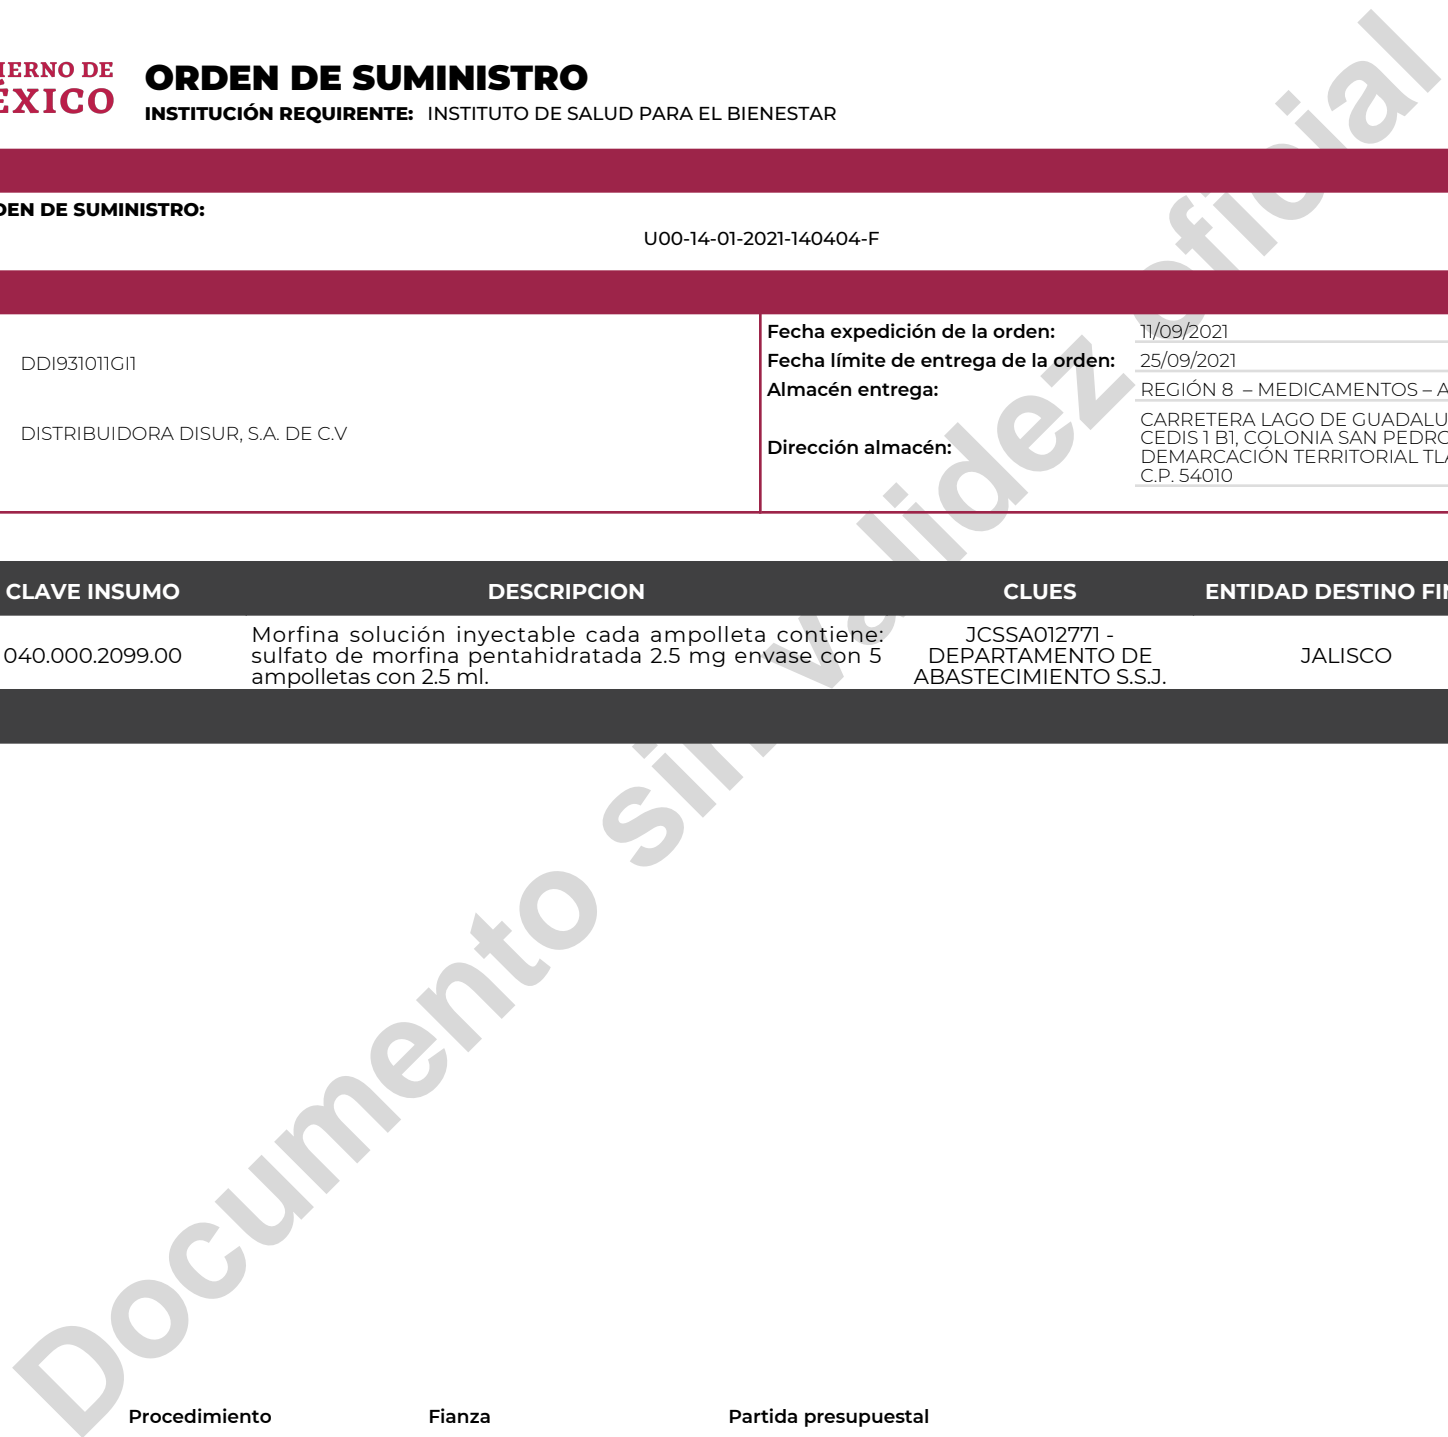 ORDEN DE SUMINISTRO
INSTITUCIÓN REQUIRENTE: INSTITUTO DE SALUD PARA EL BIENESTAR
DE
XICO
DE SUMINISTRO:
U00-14-01-2021-140404-F
DDI931011GI1
DISTRIBUIDORA DISUR, S.A. DE C.V
Fecha expedición de la orden: 11/09/2021
Fecha límite de entrega de la orden: 25/09/2021
Almacén entrega: REGIÓN 8 – MEDICAMENTOS – A
Dirección almacén:
CARRETERA LAGO DE GUADALU
CEDIS 1 B1, COLONIA SAN PEDRO
DEMARCACIÓN TERRITORIAL TLA
C.P. 54010
CLAVE INSUMO DESCRIPCION CLUES ENTIDAD DESTINO FIN
040.000.2099.00
Morfina solución inyectable cada ampolleta contiene:
sulfato de morfina pentahidratada 2.5 mg envase con 5
ampolletas con 2.5 ml.
JCSSA012771 -
DEPARTAMENTO DE
ABASTECIMIENTO S.S.J.
JALISCO
Documento sin validez oficial
Procedimiento Fianza Partida presupuestal